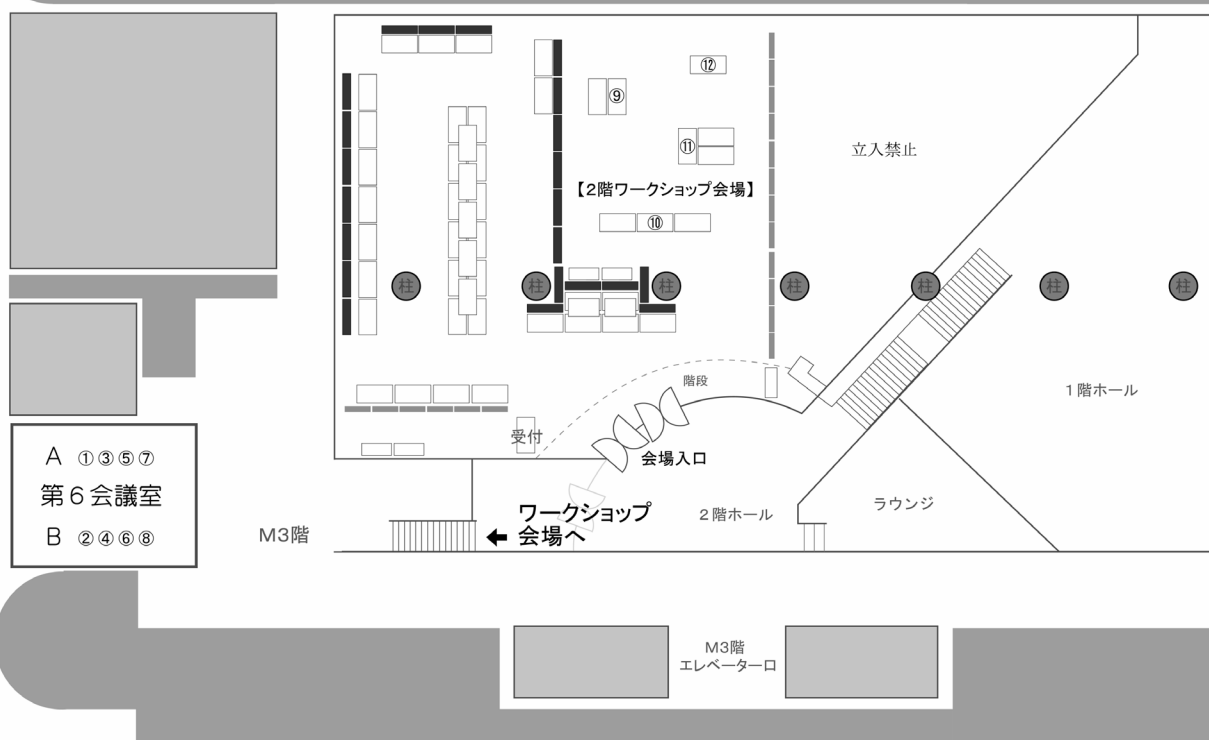 ⑫
⑨
⑪
立入禁止
【2階ワークショップ会場】
⑩
柱
柱
柱
柱
柱
柱
柱
階段
1階ホール
受付
会場入口
A ①③⑤⑦
第6会議室
B ②④⑥⑧
M3階
← ワークショップ
会場へ
2階ホール
ラウンジ
M3階
エレベーター口